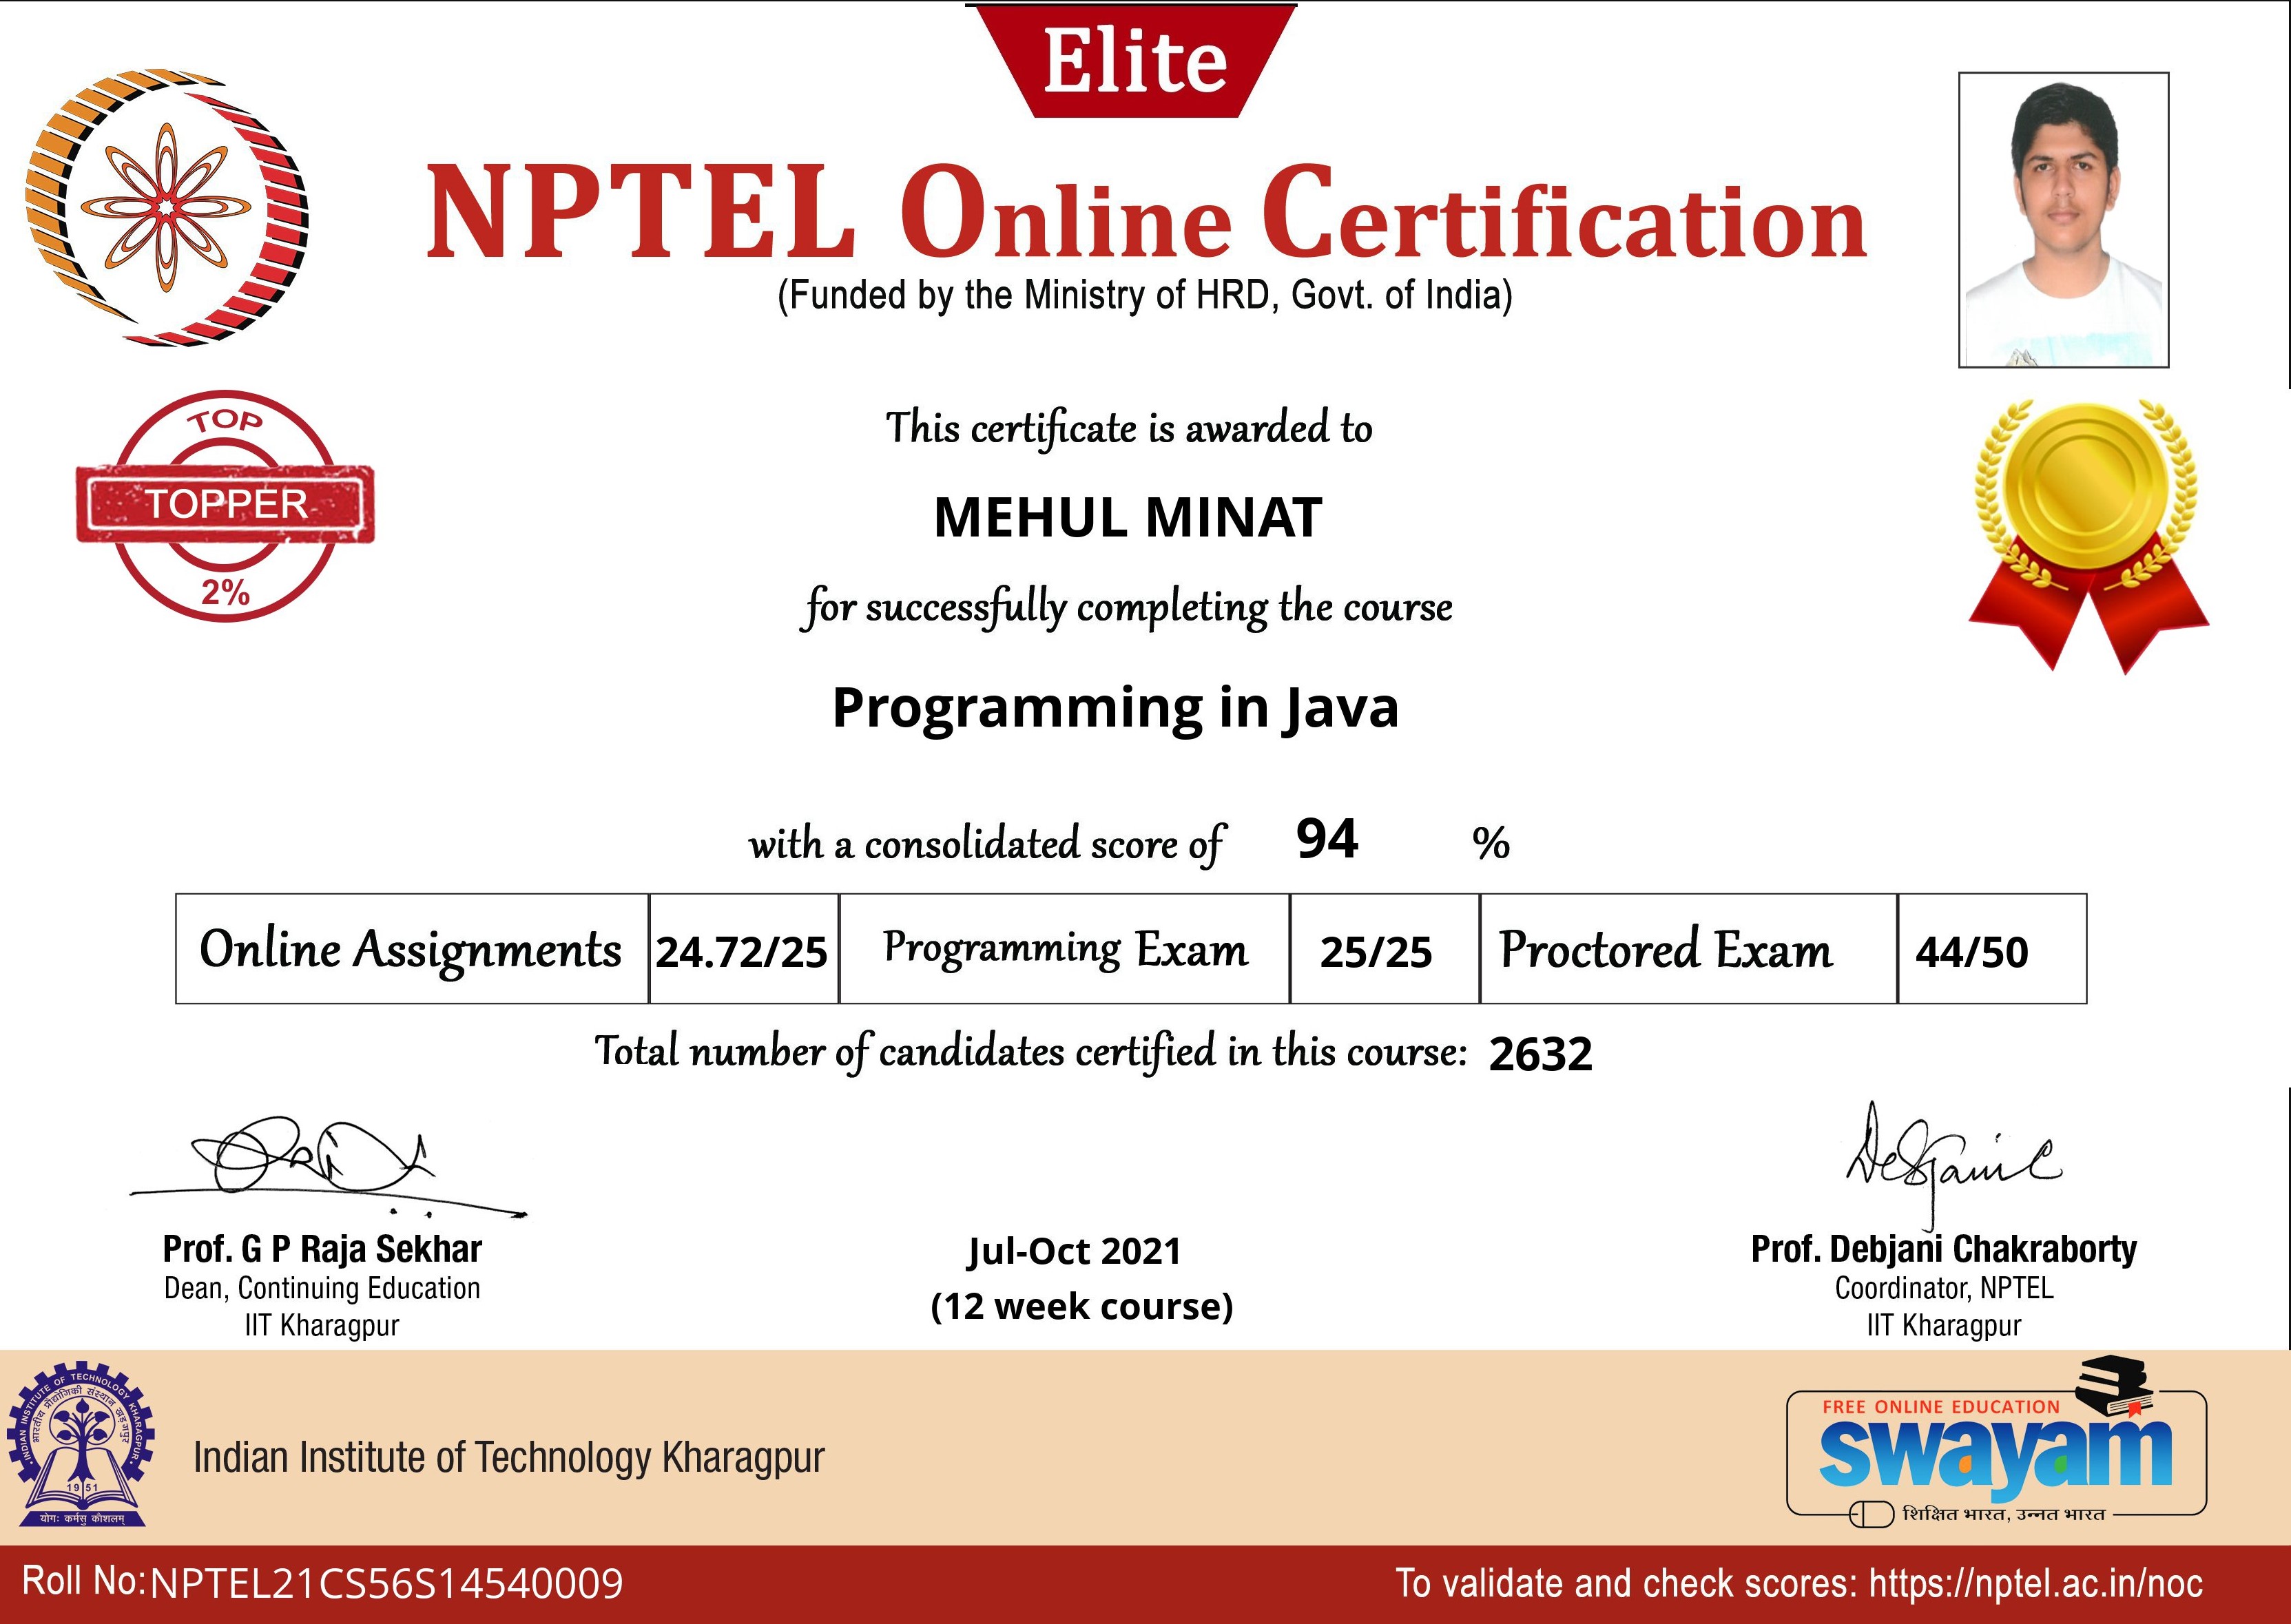 Elite
NPTEL Online Certification
(Funded by the Ministry of HRD, Govt. of India)
TOP
TOPPER
2%
This certificate is awarded to
MEHUL MINAT
for successfully completing the course
Programming in Java
with a consolidated score of 94 %
Online Assignments 24.72/25 Programming Exam 25/25 Proctored Exam 44/50
Total number of candidates certified in this course: 2632
Debjani
Prof. G P Raja Sekhar
Dean, Continuing Education
IIT Kharagpur
Jul-Oct 2021
(12 week course)
Prof. Debjani Chakraborty
Coordinator, NPTEL
IIT Kharagpur
INDIAN INSTITUTE OF TECHNOLOGY KHARAGPUR
भारतीय प्रौद्योगिकी संस्थान खड़गपुर
1951
योगः कर्मसु कौशलम्
Indian Institute of Technology Kharagpur
FREE ONLINE EDUCATION
swayam
शिक्षित भारत, उन्नत भारत
Roll No:NPTEL21CS56S14540009
To validate and check scores: https://nptel.ac.in/noc